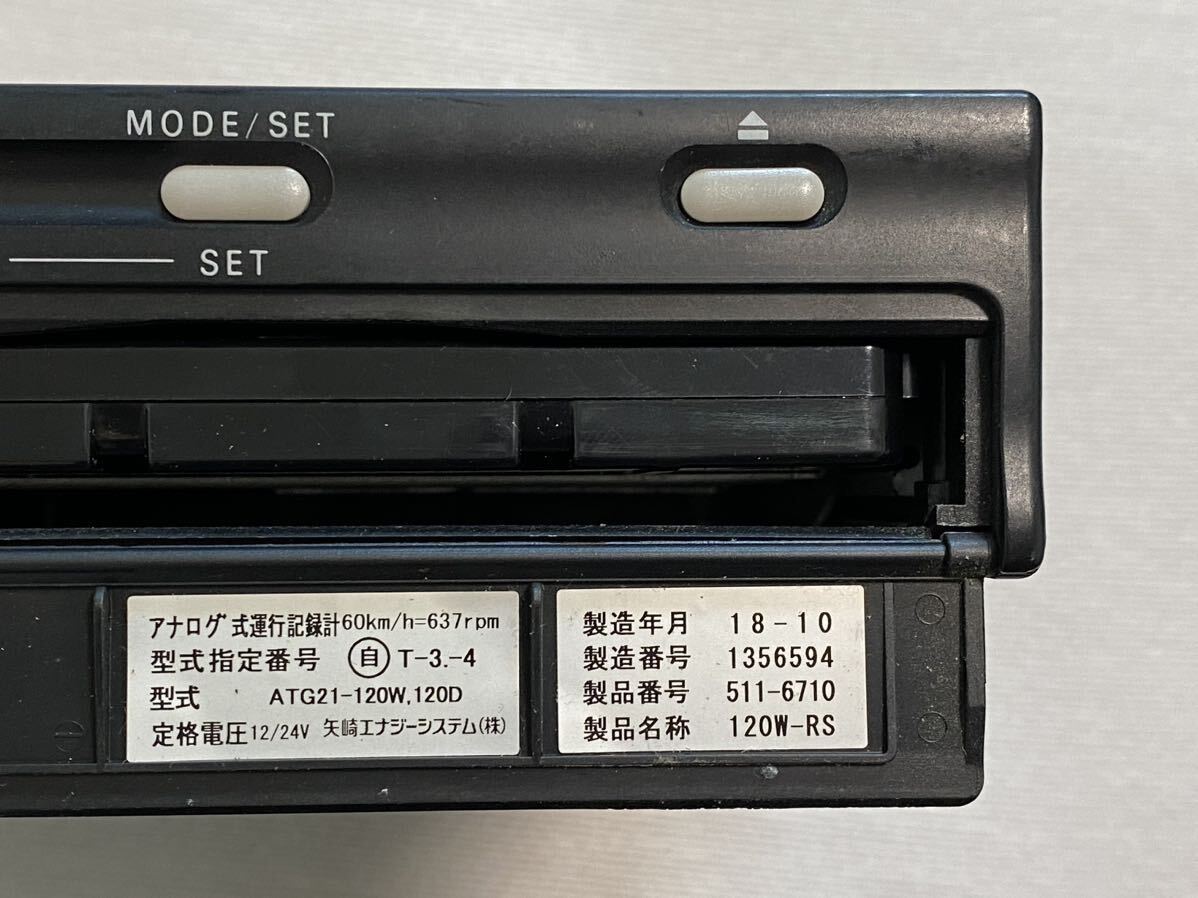 MODE/SET
SET
アナログ式運行記録計60km/h=637rpm
型式指定番号 自 T-3.-4
型式 ATG21-120W,120D
定格電圧12/24V 矢崎エナジーシステム(株)
製造年月 18-10
製造番号 1356594
製品番号 511-6710
製品名称 120W-RS